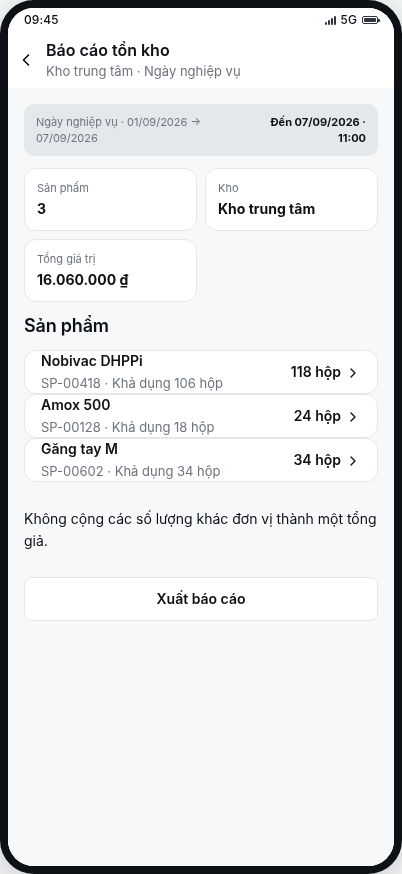 09:45
5G
Báo cáo tồn kho
Kho trung tâm · Ngày nghiệp vụ
Ngày nghiệp vụ · 01/09/2026 →
07/09/2026
Đến 07/09/2026 ·
11:00
Sản phẩm
3
Kho
Kho trung tâm
Tổng giá trị
16.060.000 ₫
Sản phẩm
Nobivac DHPPi
SP-00418 · Khả dụng 106 hộp
118 hộp
Amox 500
SP-00128 · Khả dụng 18 hộp
24 hộp
Găng tay M
SP-00602 · Khả dụng 34 hộp
34 hộp
Không cộng các số lượng khác đơn vị thành một tổng
giả.
Xuất báo cáo